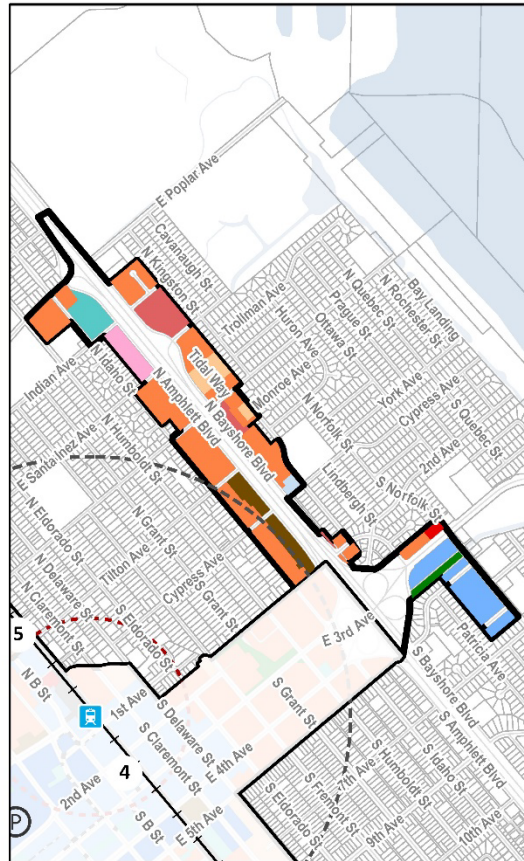 E Poplar Ave
Cavanaugh St
N Kingston St
Trollman Ave
Huron Ave
Ottawa St
Prague St
N Quebec St
N Rochester St
Bay Landing
Tidal Way
Monroe Ave
York Ave
Cypress Ave
S Quebec St
Indian Ave
N Idaho St
N Amphlett Blvd
N Bayshore Blvd
N Norfolk St
2nd Ave
Lindbergh St
S Norfolk St
E Santa Inez Ave
N Humboldt St
N Eldorado St
N Grant St
Tilton Ave
Cypress Ave
S Grant St
N Delaware St
N Claremont St
S Eldorado St
E 3rd Ave
Patricia Ave
S Bayshore Blvd
S Amphlett Blvd
5
N B St
1st Ave
S Delaware St
S Claremont St
S Grant St
E 4th Ave
4
2nd Ave
S B St
E 5th Ave
S Eldorado St
S Fremont St
7th Ave
S Humboldt St
S Idaho St
9th Ave
10th Ave
P